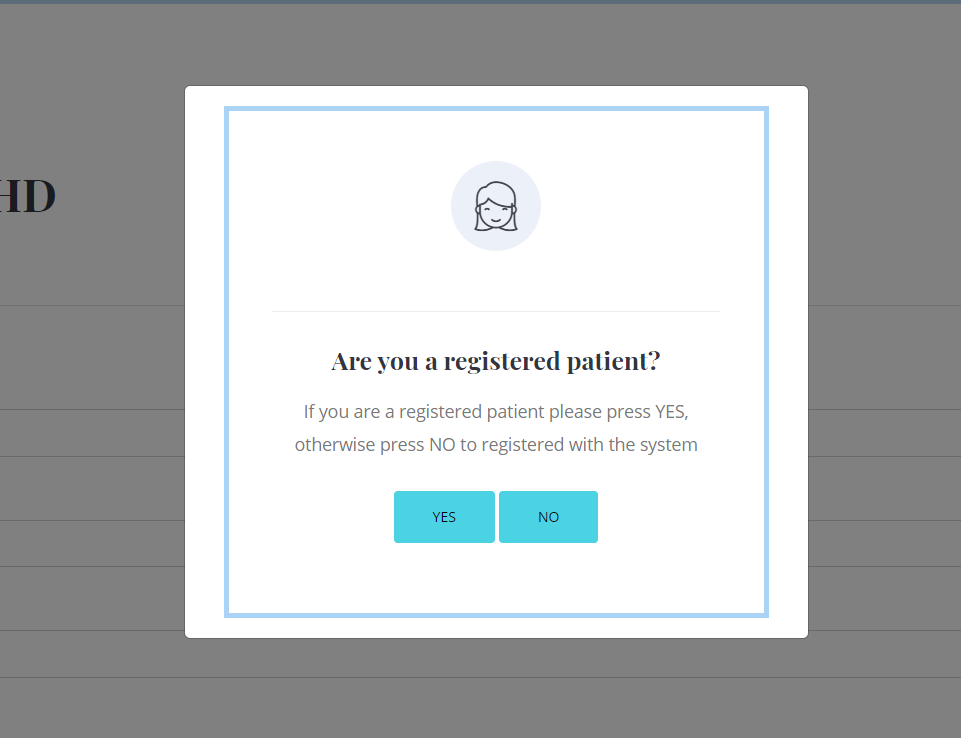 HD
Are you a registered patient?
If you are a registered patient please press YES,
otherwise press NO to registered with the system
YES NO